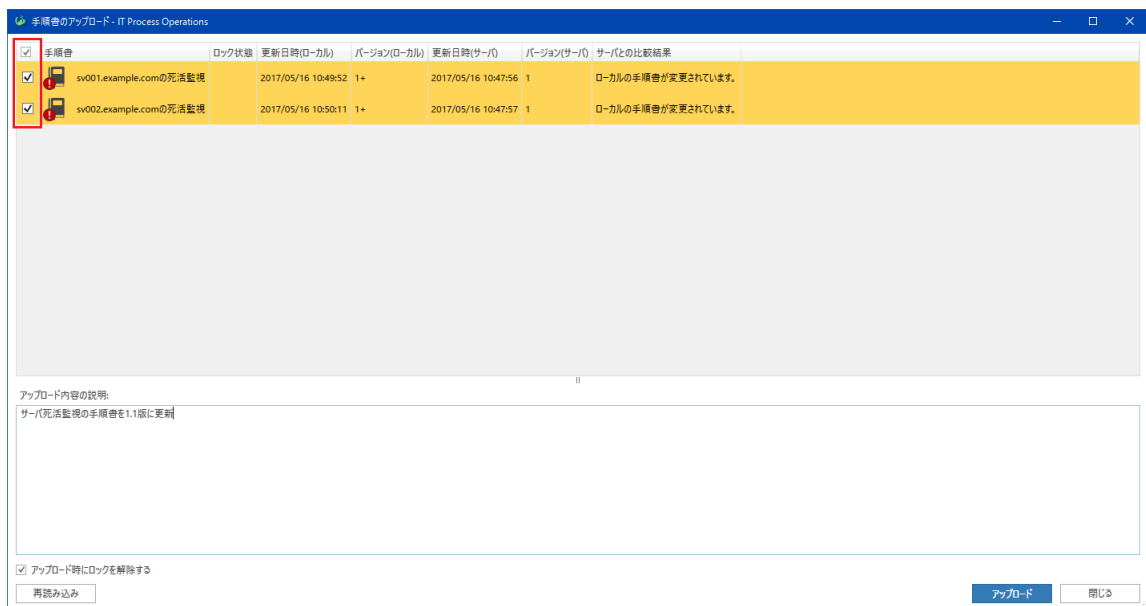 手順書のアップロード - IT Process Operations
手順書 ロック状態 更新日時(ローカル) バージョン(ローカル) 更新日時(サーバ) バージョン(サーバ) サーバとの比較結果
sv001.example.comの死活監視 2017/05/16 10:49:52 1+ 2017/05/16 10:47:56 1 ローカルの手順書が変更されています。
sv002.example.comの死活監視 2017/05/16 10:50:11 1+ 2017/05/16 10:47:57 1 ローカルの手順書が変更されています。
アップロード内容の説明:
サーバ死活監視の手順書を1.1版に更新
アップロード時にロックを解除する
再読み込み アップロード 閉じる